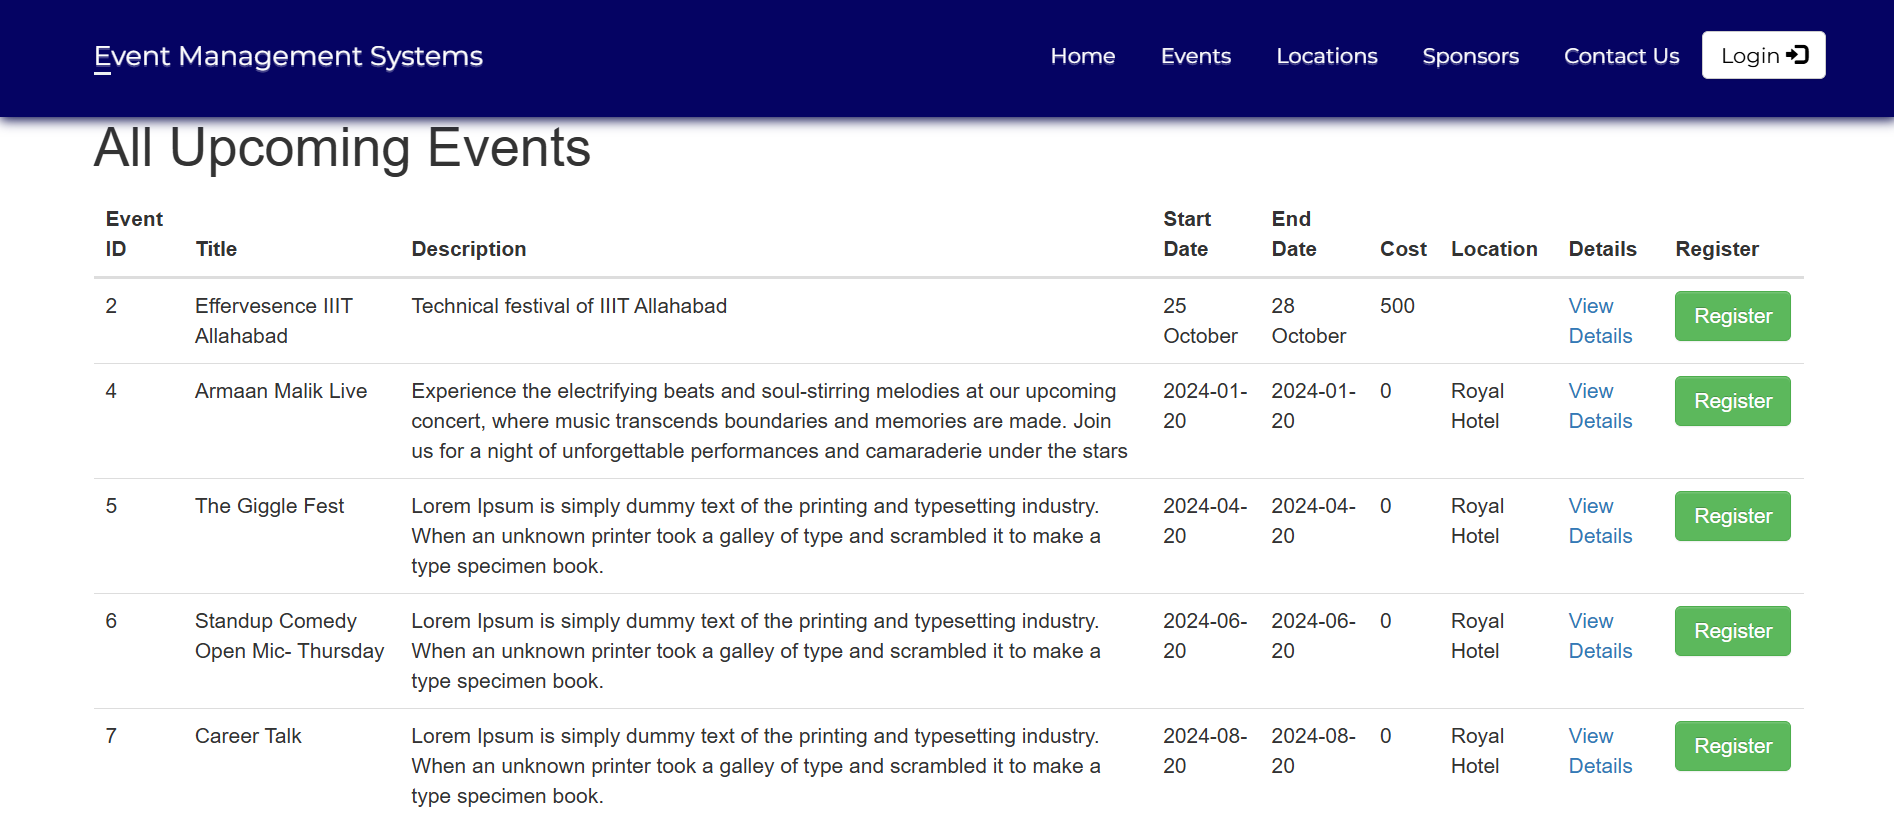 Event Management Systems
Home Events Locations Sponsors Contact Us Login
All Upcoming Events
Event ID Title Description Start Date End Date Cost Location Details Register
2 Effervesence IIIT Technical festival of IIIT Allahabad 25 28 500 View Register
Allahabad October October Details
4 Armaan Malik Live Experience the electrifying beats and soul-stirring melodies at our upcoming 2024-01- 2024-01- 0 Royal View Register
concert, where music transcends boundaries and memories are made. Join 20 20 Hotel Details
us for a night of unforgettable performances and camaraderie under the stars
5 The Giggle Fest Lorem Ipsum is simply dummy text of the printing and typesetting industry. 2024-04- 2024-04- 0 Royal View Register
When an unknown printer took a galley of type and scrambled it to make a 20 20 Hotel Details
type specimen book.
6 Standup Comedy Lorem Ipsum is simply dummy text of the printing and typesetting industry. 2024-06- 2024-06- 0 Royal View Register
Open Mic- Thursday When an unknown printer took a galley of type and scrambled it to make a 20 20 Hotel Details
type specimen book.
7 Career Talk Lorem Ipsum is simply dummy text of the printing and typesetting industry. 2024-08- 2024-08- 0 Royal View Register
When an unknown printer took a galley of type and scrambled it to make a 20 20 Hotel Details
type specimen book.